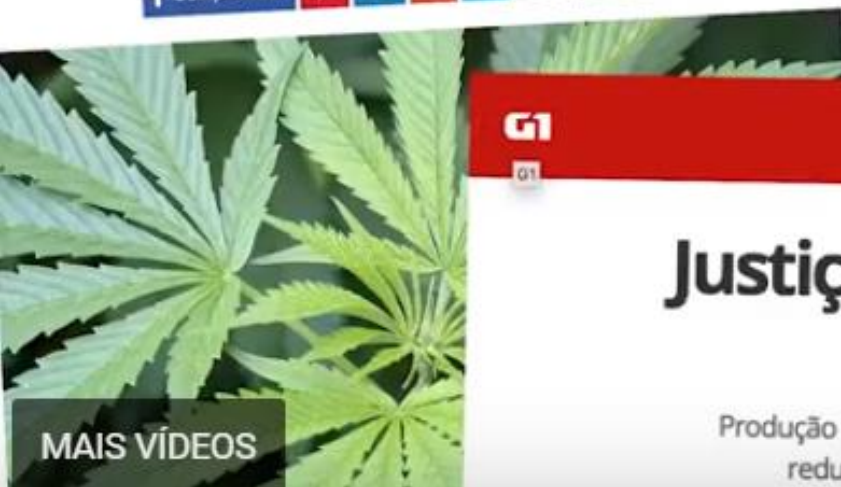 G1
G1
Justiç
Produção
redu
MAIS VÍDEOS